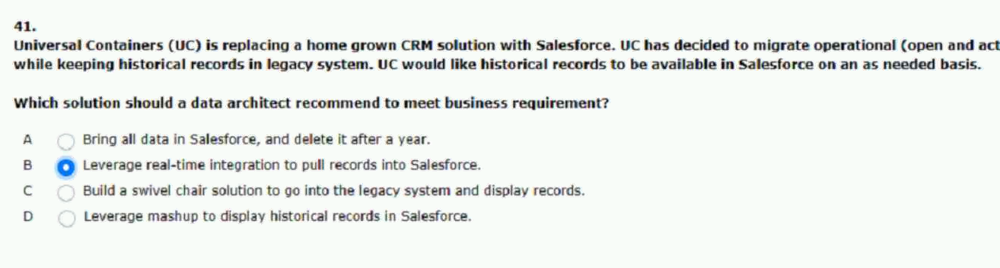 41.
Universal Containers (UC) is replacing a home grown CRM solution with Salesforce. UC has decided to migrate operational (open and act
while keeping historical records in legacy system. UC would like historical records to be available in Salesforce on an as needed basis.
Which solution should a data architect recommend to meet business requirement?
A Bring all data in Salesforce, and delete it after a year.
B Leverage real-time integration to pull records into Salesforce.
C Build a swivel chair solution to go into the legacy system and display records.
D Leverage mashup to display historical records in Salesforce.